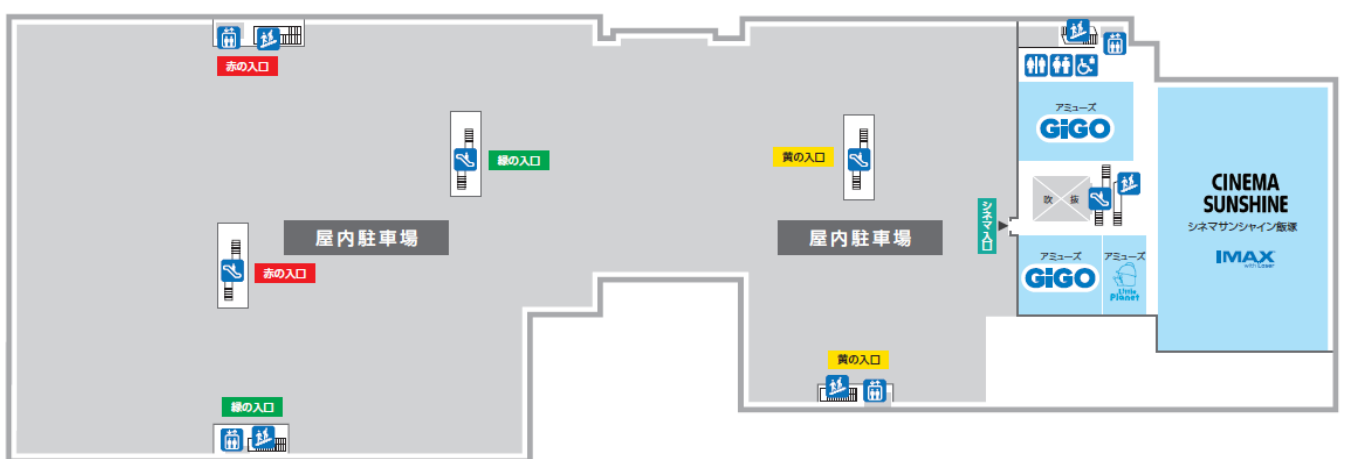 赤の入口
アミューズ
GiGO
緑の入口
黄の入口
吹抜
シネマ入口
CINEMA
SUNSHINE
シネマサンシャイン飯塚
IMAX
with Laser
屋内駐車場
屋内駐車場
赤の入口
アミューズ
GiGO
アミューズ
Little
Planet
黄の入口
緑の入口